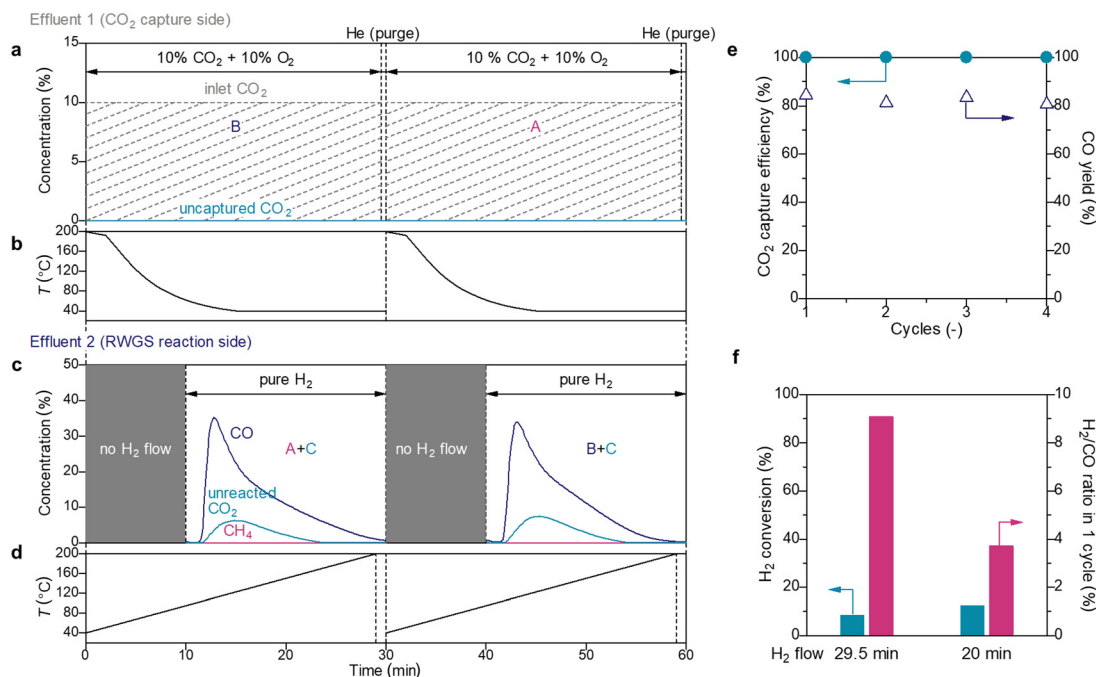 Effluent 1 (CO₂ capture side)
a
He (purge)
He (purge)
15
10% CO₂ + 10% O₂
10 % CO₂ + 10% O₂
inlet CO₂
10
B
A
Concentration (%)
5
uncaptured CO₂
0
b
200
160
120
80
40
T (°C)
Effluent 2 (RWGS reaction side)
c
50
pure H₂
pure H₂
40
30
CO
no H₂ flow
A+C
no H₂ flow
B+C
Concentration (%)
20
unreacted
CO₂
10
CH₄
0
d
200
160
120
80
40
T (°C)
0
10
20
30
40
50
60
Time (min)
e
100
80
60
40
20
0
CO₂ capture efficiency (%)
100
80
60
40
20
0
CO yield (%)
1
2
3
4
Cycles (-)
f
100
90
80
70
60
50
40
30
20
10
0
H₂ conversion (%)
10
8
6
4
2
0
H₂/CO ratio in 1 cycle (%)
H₂ flow
29.5 min
20 min